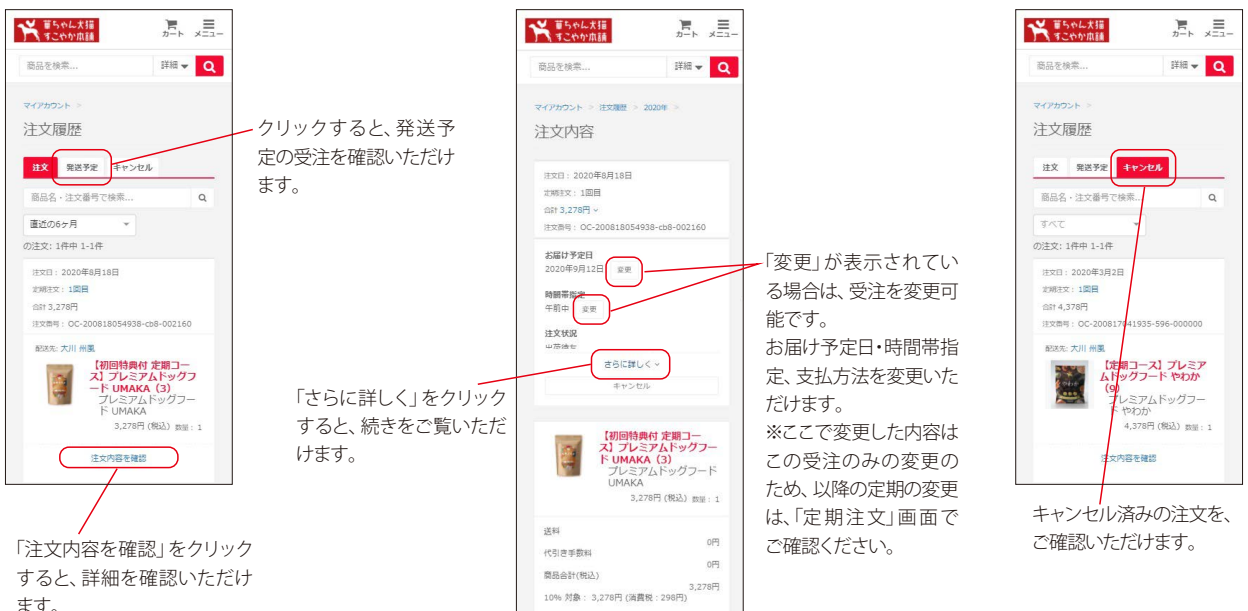 華ちゃん犬猫
すこやか本舗
カート
メニュー
商品を検索...
詳細
マイアカウント >
注文履歴
注文 発送予定 キャンセル
商品名・注文番号で検索...
直近の6ヶ月
の注文: 1件中 1-1件
注文日： 2020年8月18日
定期注文： 1回目
合計 3,278円
注文番号： OC-200818054938-cb8-002160
配送先: 大川 州凰
【初回特典付 定期コー
ス】プレミアムドッグフ
ード UMAKA（3）
プレミアムドッグフー
ド UMAKA
3,278円 (税込) 数量： 1
注文内容を確認
クリックすると、発送予
定の受注を確認いただけ
ます。
「注文内容を確認」をクリック
すると、詳細を確認いただけ
ます。
華ちゃん犬猫
すこやか本舗
カート
メニュー
商品を検索...
詳細
マイアカウント > 注文履歴 > 2020年 >
注文内容
注文日： 2020年8月18日
定期注文： 1回目
合計 3,278円
注文番号： OC-200818054938-cb8-002160
お届け予定日
2020年9月12日 変更
時間帯指定
午前中 変更
注文状況
出荷待ち
さらに詳しく
キャンセル
【初回特典付 定期コー
ス】プレミアムドッグフー
ド UMAKA（3）
プレミアムドッグフード
UMAKA
3,278円 (税込) 数量： 1
送料
0円
代引き手数料
0円
商品合計(税込)
3,278円
10% 対象： 3,278円 (消費税：298円)
「さらに詳しく」をクリック
すると、続きをご覧いただ
けます。
「変更」が表示されてい
る場合は、受注を変更可
能です。
お届け予定日・時間帯指
定、支払方法を変更いた
だけます。
※ここで変更した内容は
この受注のみの変更の
ため、以降の定期の変更
は、「定期注文」画面で
ご確認ください。
華ちゃん犬猫
すこやか本舗
カート
メニュー
商品を検索...
詳細
マイアカウント >
注文履歴
注文 発送予定 キャンセル
商品名・注文番号で検索...
すべて
の注文: 1件中 1-1件
注文日： 2020年3月2日
定期注文： 1回目
合計 4,378円
注文番号： OC-200817041935-596-000000
配送先: 大川 州凰
【定期コース】プレミア
ムドッグフード やわか
（9）
プレミアムドッグフー
ド やわか
4,378円 (税込) 数量： 1
注文内容を確認
キャンセル済みの注文を、
ご確認いただけます。